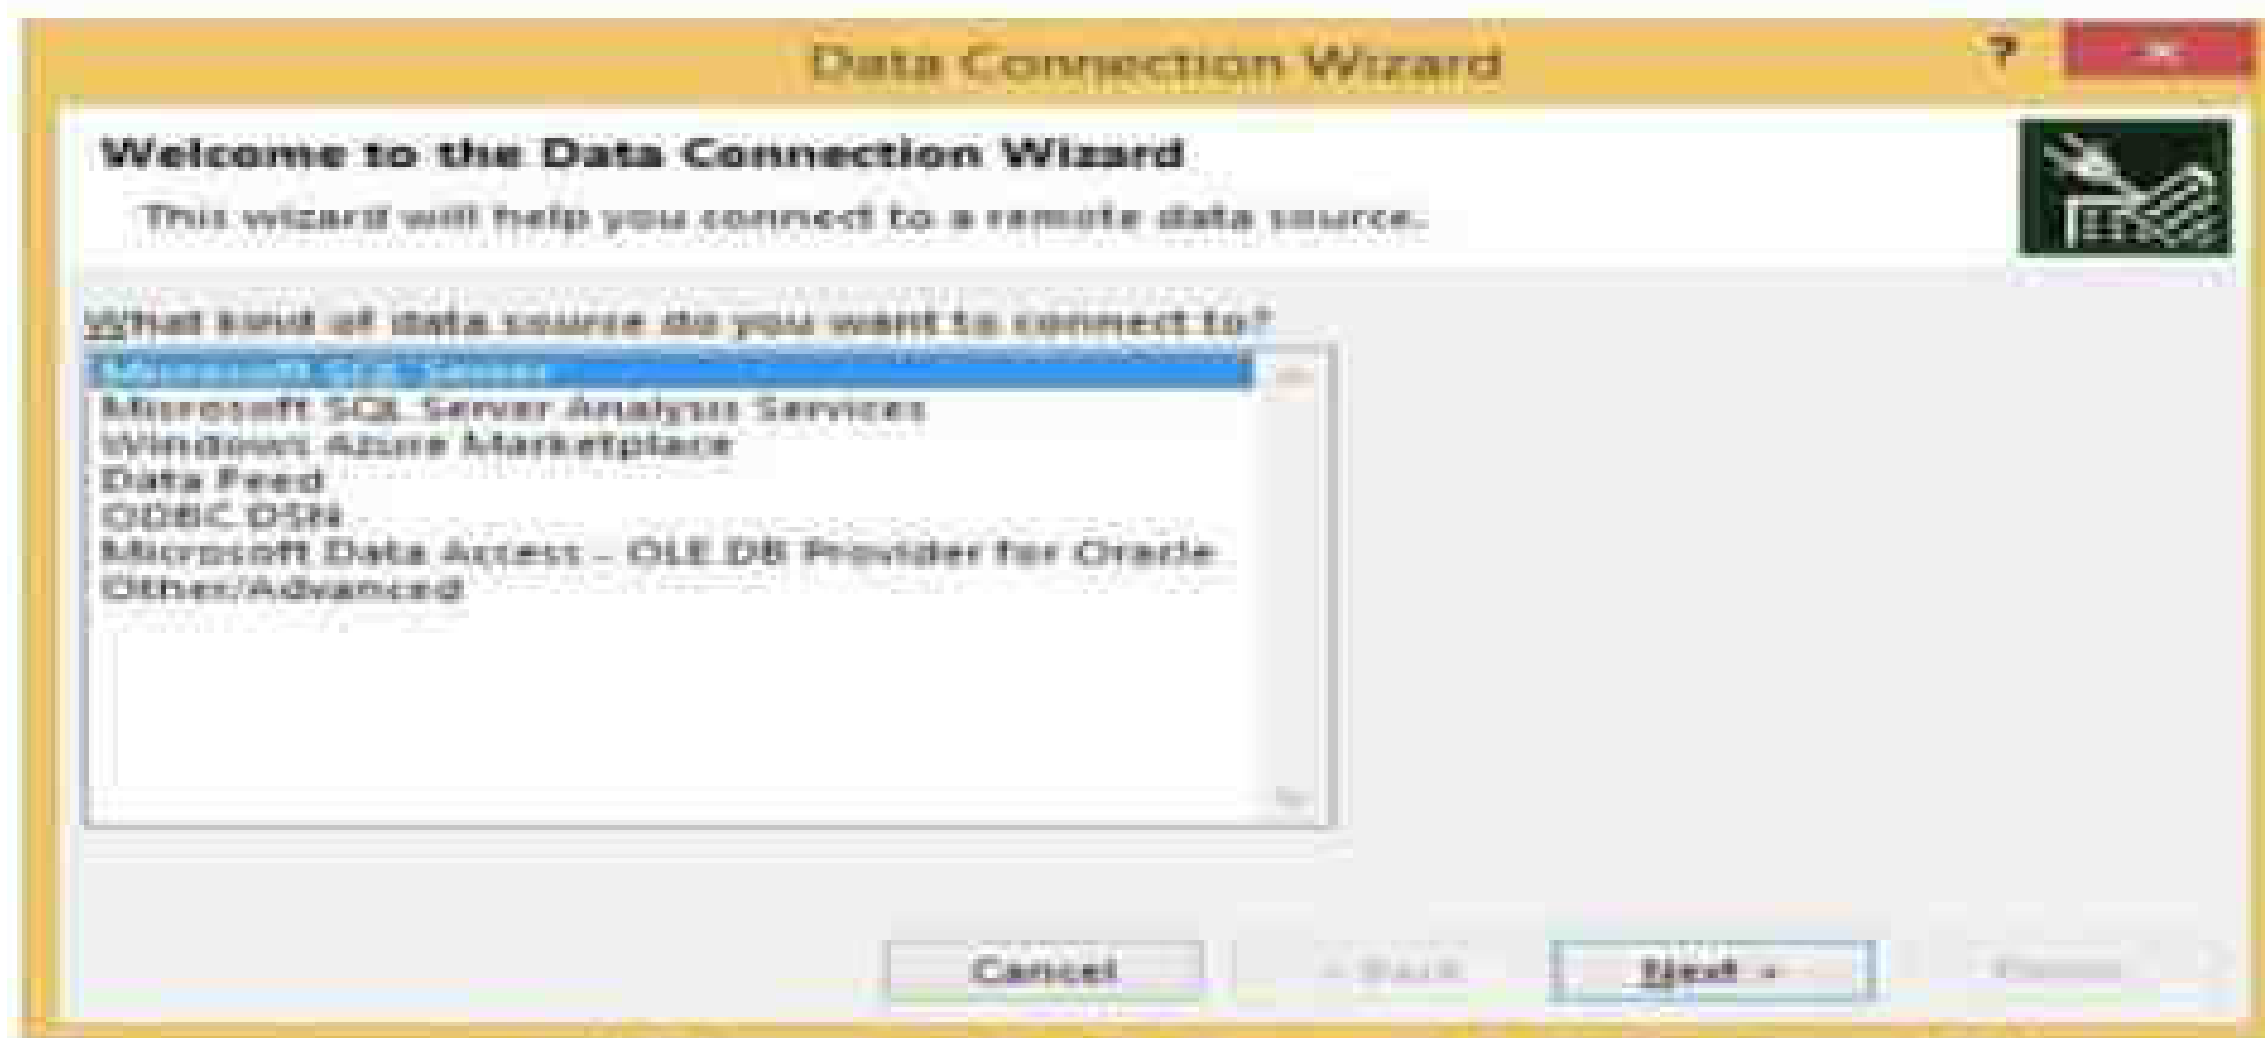 Data Connection Wizard
?
Welcome to the Data Connection Wizard
This wizard will help you connect to a remote data source.
What kind of data source do you want to connect to?
Microsoft SQL Server
Microsoft SQL Server Analysis Services
Windows Azure Marketplace
Data Feed
ODBC DSN
Microsoft Data Access - OLE DB Provider for Oracle
Other/Advanced
Cancel
< Back
Next >